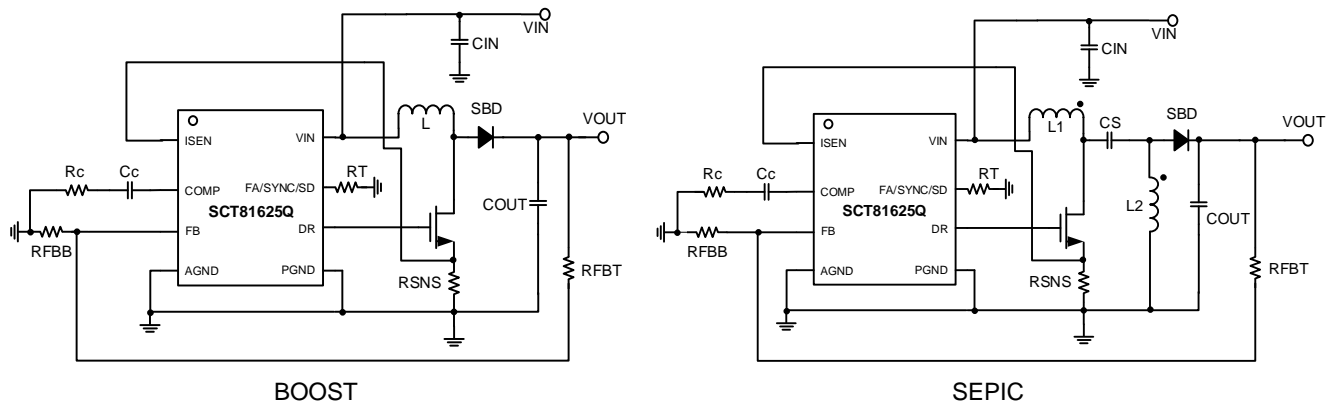 VIN
CIN
SBD
VOUT
L
ISEN
VIN
Rc
Cc
COMP
FA/SYNC/SD
RT
SCT81625Q
COUT
FB
DR
RFBB
RFBT
AGND
PGND
RSNS
BOOST
VIN
CIN
SBD
VOUT
L1
CS
ISEN
VIN
Rc
Cc
COMP
FA/SYNC/SD
RT
SCT81625Q
L2
COUT
FB
DR
RFBB
RFBT
AGND
PGND
RSNS
SEPIC